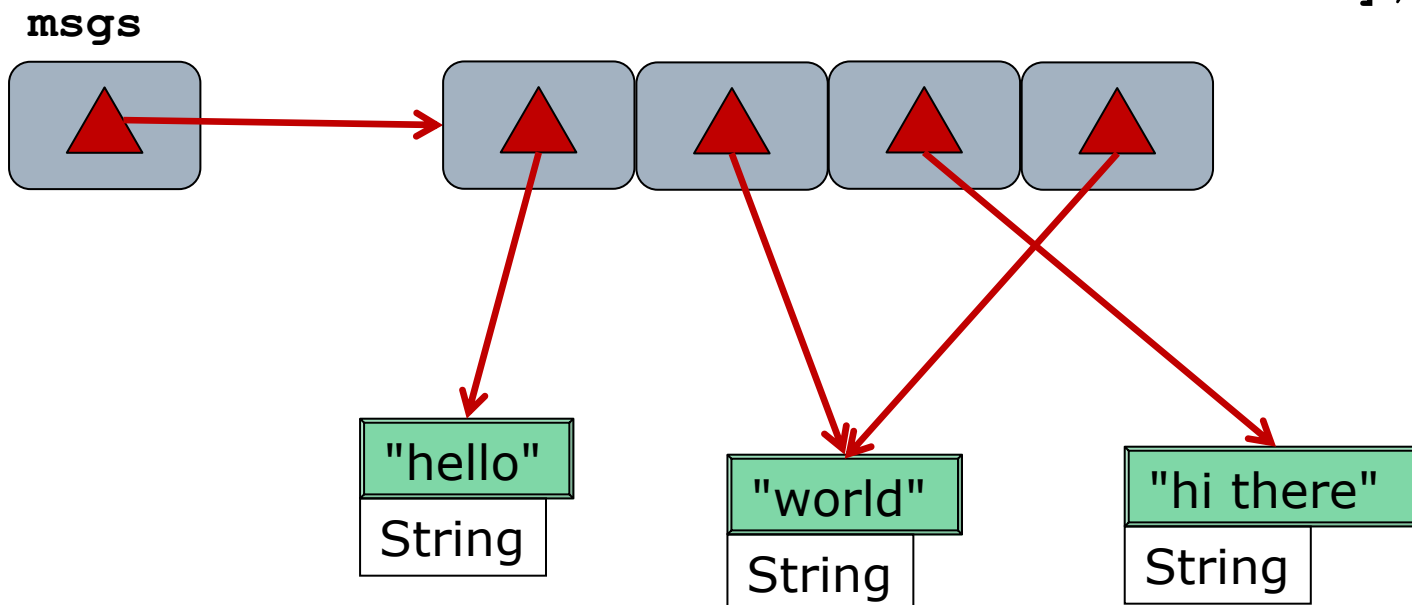 ];
msgs
"hello"
String
"world"
String
"hi there"
String